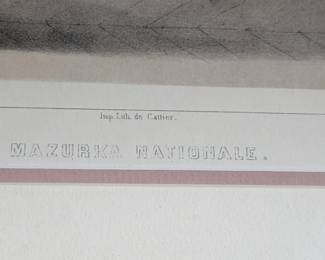 Imp. Lith. de Cattier.
MAZURKA NATIONALE.